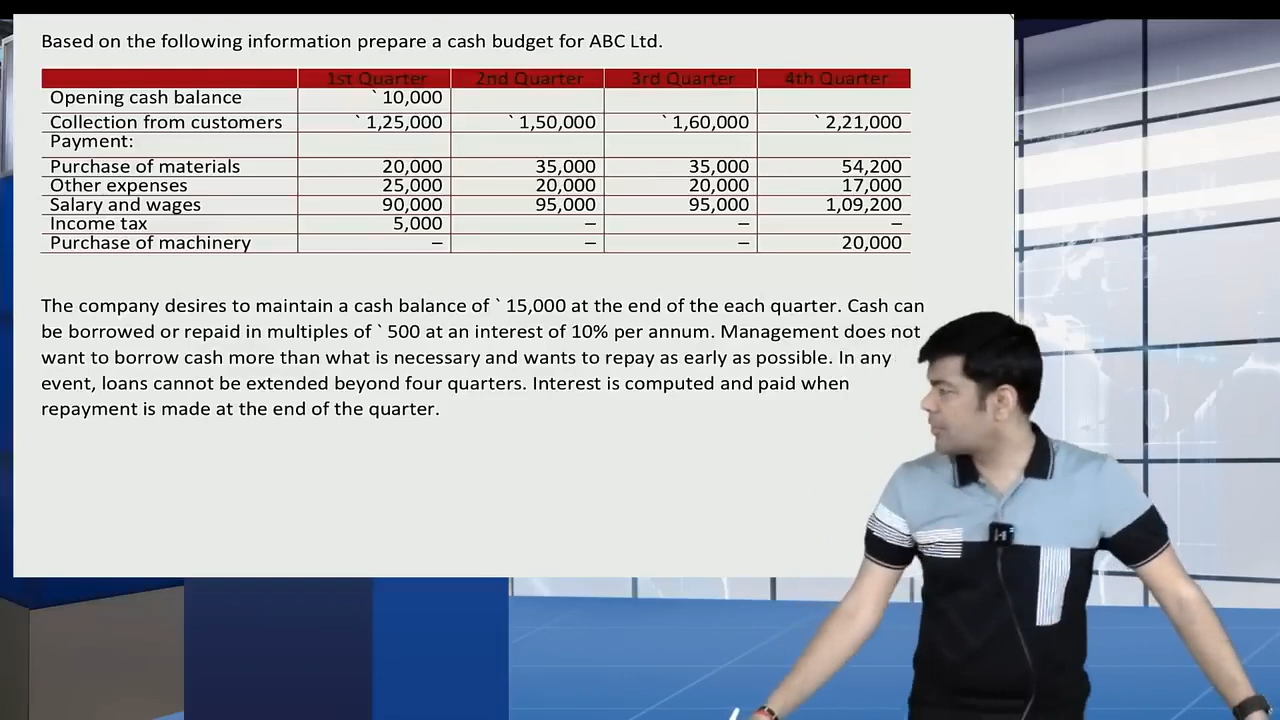 Based on the following information prepare a cash budget for ABC Ltd.
1st Quarter 2nd Quarter 3rd Quarter 4th Quarter
Opening cash balance ` 10,000
Collection from customers ` 1,25,000 ` 1,50,000 ` 1,60,000 ` 2,21,000
Payment:
Purchase of materials 20,000 35,000 35,000 54,200
Other expenses 25,000 20,000 20,000 17,000
Salary and wages 90,000 95,000 95,000 1,09,200
Income tax 5,000 – – –
Purchase of machinery – – – 20,000
The company desires to maintain a cash balance of ` 15,000 at the end of the each quarter. Cash can
be borrowed or repaid in multiples of ` 500 at an interest of 10% per annum. Management does not
want to borrow cash more than what is necessary and wants to repay as early as possible. In any
event, loans cannot be extended beyond four quarters. Interest is computed and paid when
repayment is made at the end of the quarter.
H